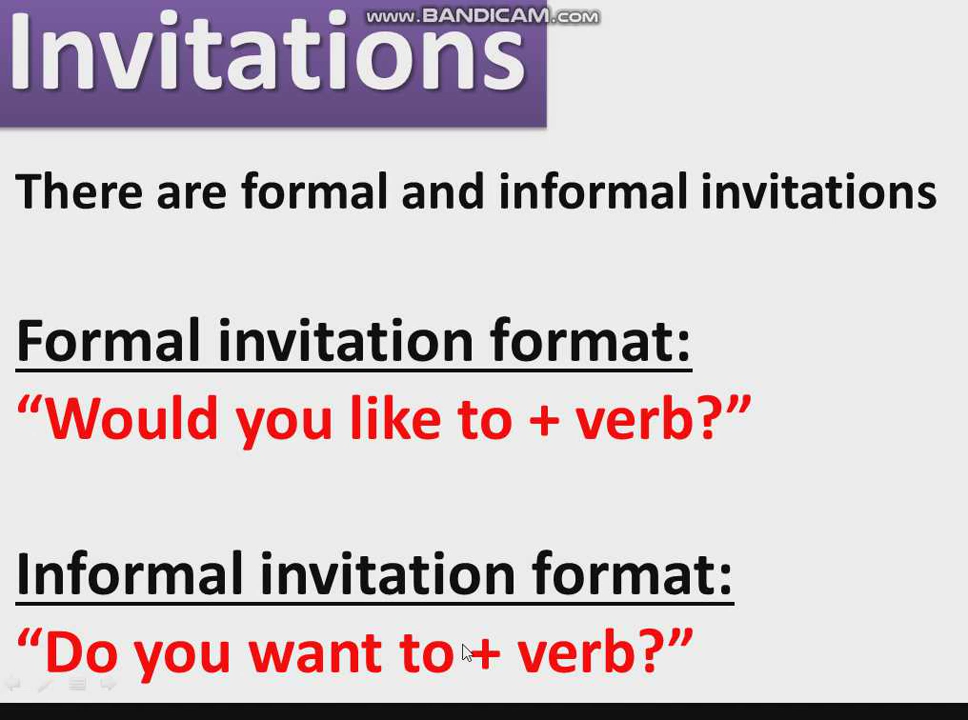 www.BANDICAM.com
Invitations
There are formal and informal invitations
Formal invitation format:
“Would you like to + verb?”
Informal invitation format:
“Do you want to + verb?”